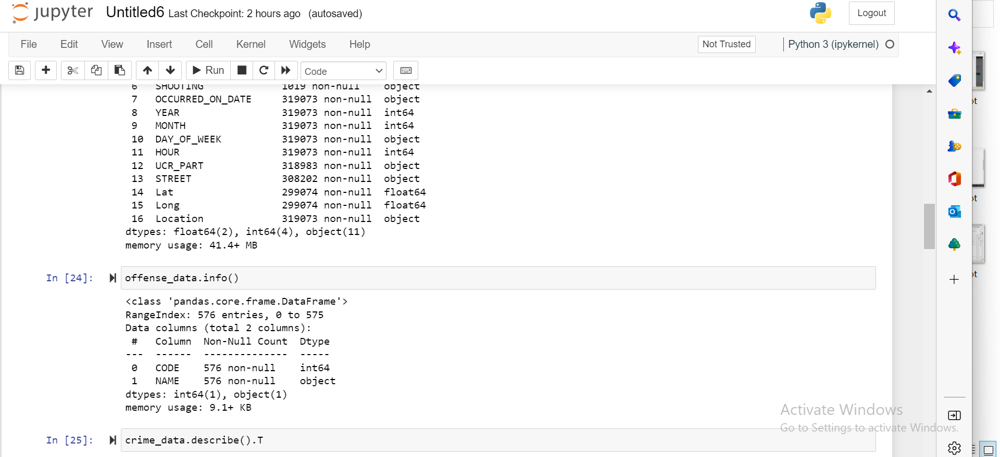 jupyter Untitled6 Last Checkpoint: 2 hours ago (autosaved) Logout
File Edit View Insert Cell Kernel Widgets Help Not Trusted Python 3 (ipykernel)
Run Code
6 SHOOTING 1019 non-null object
7 OCCURRED_ON_DATE 319073 non-null object
8 YEAR 319073 non-null int64
9 MONTH 319073 non-null int64
10 DAY_OF_WEEK 319073 non-null object
11 HOUR 319073 non-null int64
12 UCR_PART 318983 non-null object
13 STREET 308202 non-null object
14 Lat 299074 non-null float64
15 Long 299074 non-null float64
16 Location 319073 non-null object
dtypes: float64(2), int64(4), object(11)
memory usage: 41.4+ MB
In [24]: offense_data.info()
<class 'pandas.core.frame.DataFrame'>
RangeIndex: 576 entries, 0 to 575
Data columns (total 2 columns):
# Column Non-Null Count Dtype
--- ------ -------------- -----
0 CODE 576 non-null int64
1 NAME 576 non-null object
dtypes: int64(1), object(1)
memory usage: 9.1+ KB
In [25]: crime_data.describe().T
Activate Windows
Go to Settings to activate Windows.